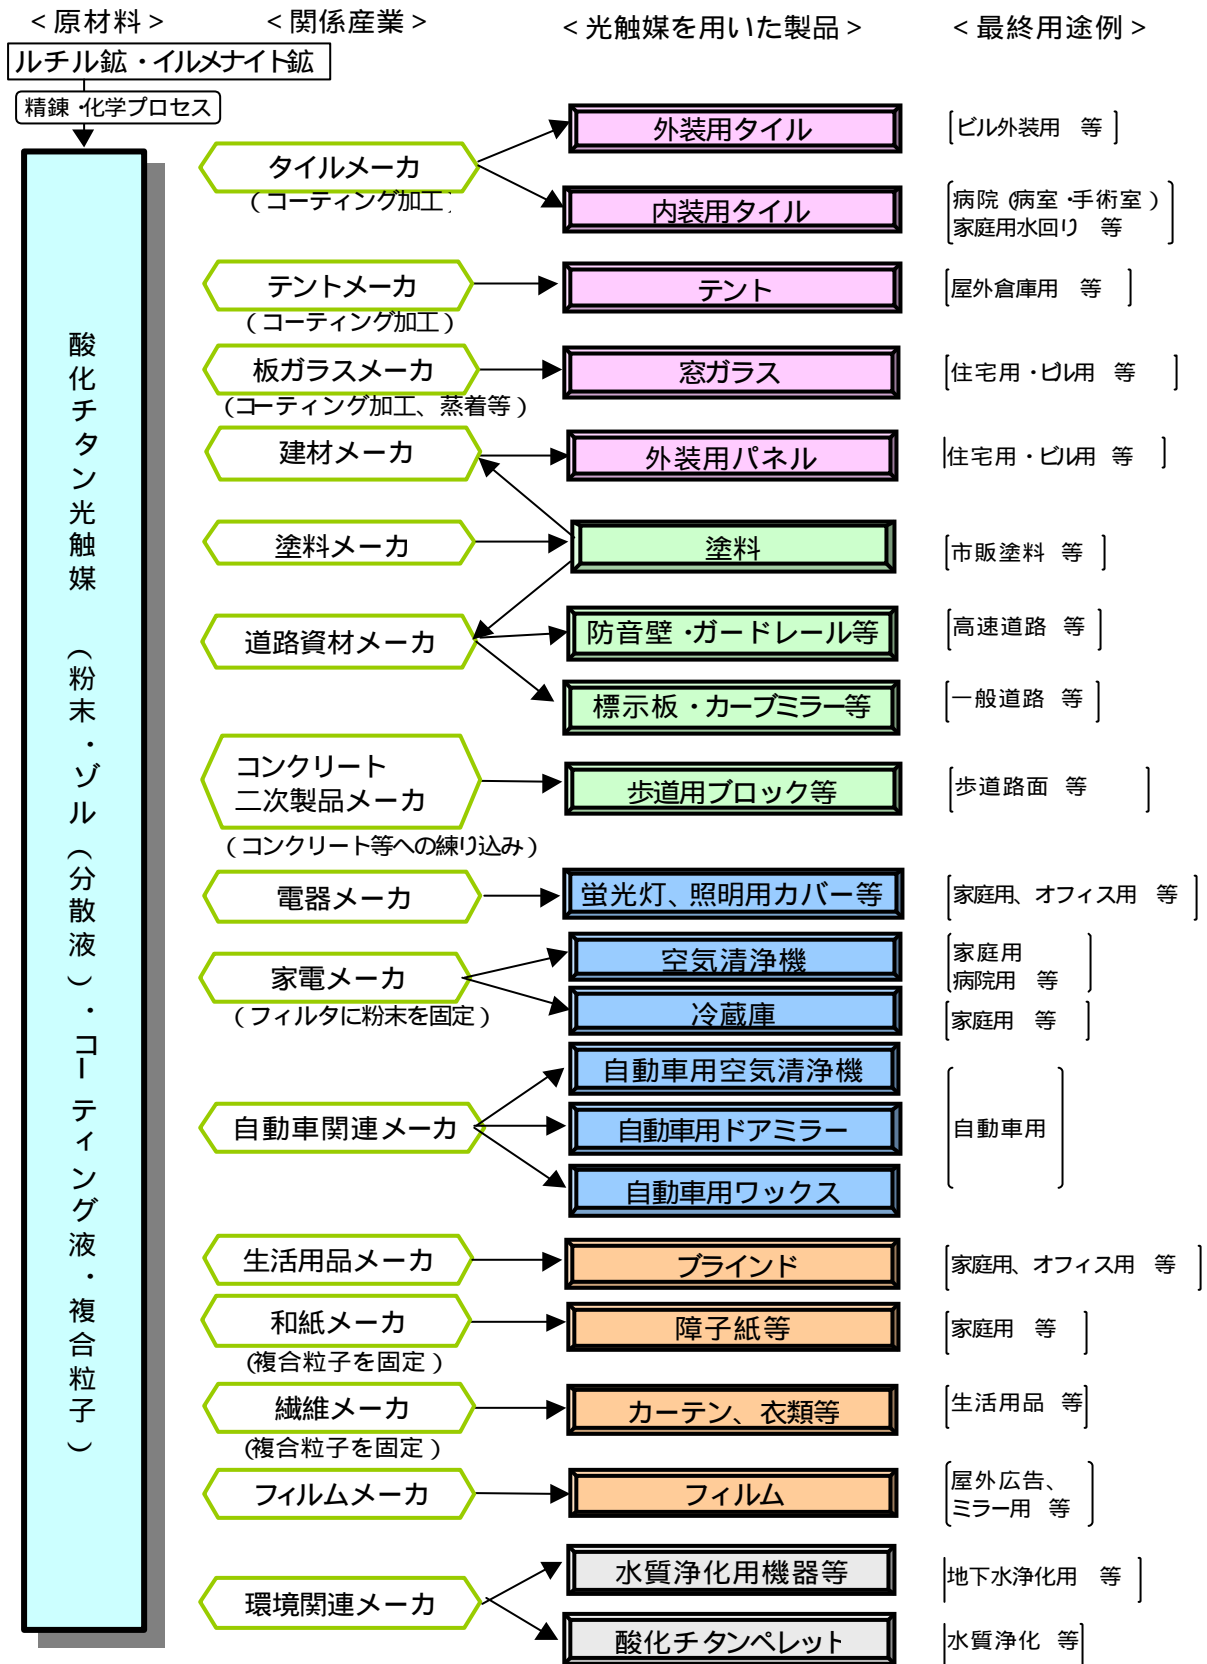 ＜原材料＞
＜関係産業＞
＜光触媒を用いた製品＞
＜最終用途例＞
ルチル鉱・イルメナイト鉱
精錬・化学プロセス
酸化チタン光触媒　（粉末・ゾル（分散液）・コーティング液・複合粒子）
タイルメーカ
（コーティング加工）
外装用タイル
［ビル外装用　等］
内装用タイル
［病院（病室・手術室）
家庭用水回り　等］
テントメーカ
（コーティング加工）
テント
［屋外倉庫用　等］
板ガラスメーカ
（コーティング加工、蒸着等）
窓ガラス
［住宅用・ビル用　等］
建材メーカ
外装用パネル
［住宅用・ビル用　等］
塗料メーカ
塗料
［市販塗料　等］
道路資材メーカ
防音壁・ガードレール等
［高速道路　等］
標示板・カーブミラー等
［一般道路　等］
コンクリート
二次製品メーカ
（コンクリート等への練り込み）
歩道用ブロック等
［歩道路面　等］
電器メーカ
蛍光灯、照明用カバー等
［家庭用、オフィス用　等］
家電メーカ
（フィルタに粉末を固定）
空気清浄機
［家庭用
病院用　等］
冷蔵庫
［家庭用　等］
自動車関連メーカ
自動車用空気清浄機
自動車用ドアミラー
自動車用ワックス
［自動車用］
生活用品メーカ
ブラインド
［家庭用、オフィス用　等］
和紙メーカ
（複合粒子を固定）
障子紙等
［家庭用　等］
繊維メーカ
（複合粒子を固定）
カーテン、衣類等
［生活用品　等］
フィルムメーカ
フィルム
［屋外広告、
ミラー用　等］
環境関連メーカ
水質浄化用機器等
［地下水浄化用　等］
酸化チタンペレット
［水質浄化　等］